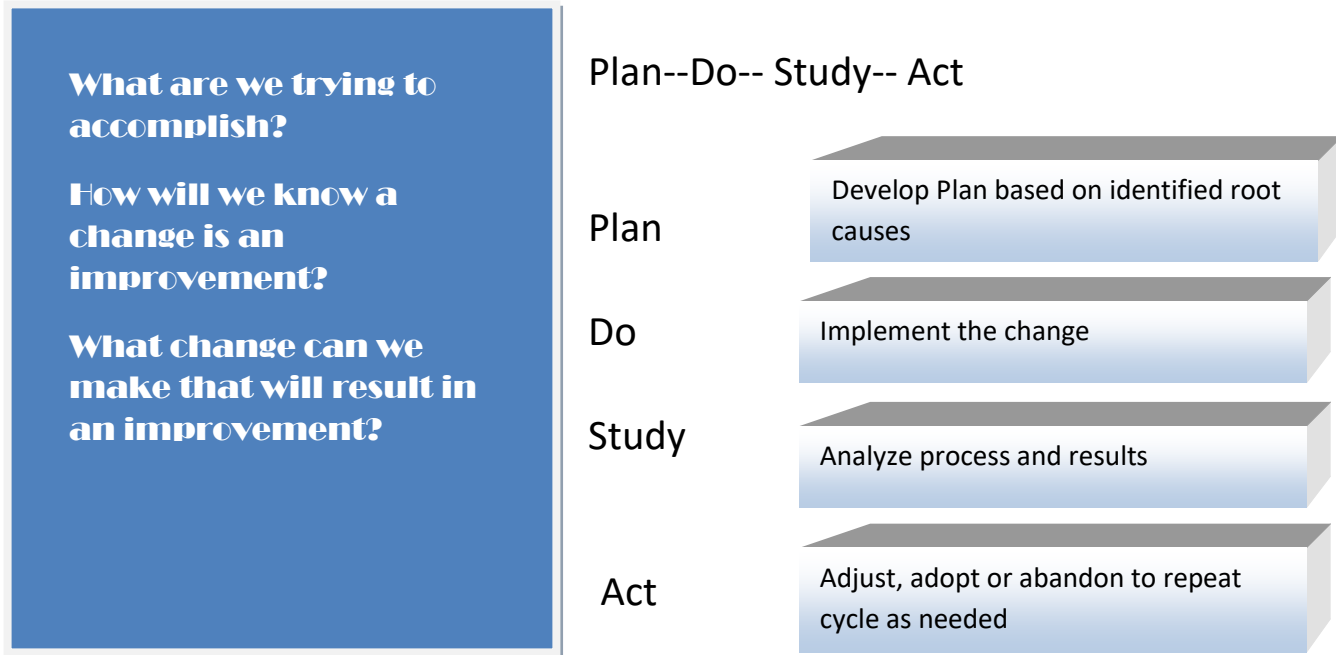 What are we trying to
accomplish?
How will we know a
change is an
improvement?
What change can we
make that will result in
an improvement?
Plan--Do-- Study-- Act
Plan
Develop Plan based on identified root
causes
Do
Implement the change
Study
Analyze process and results
Act
Adjust, adopt or abandon to repeat
cycle as needed